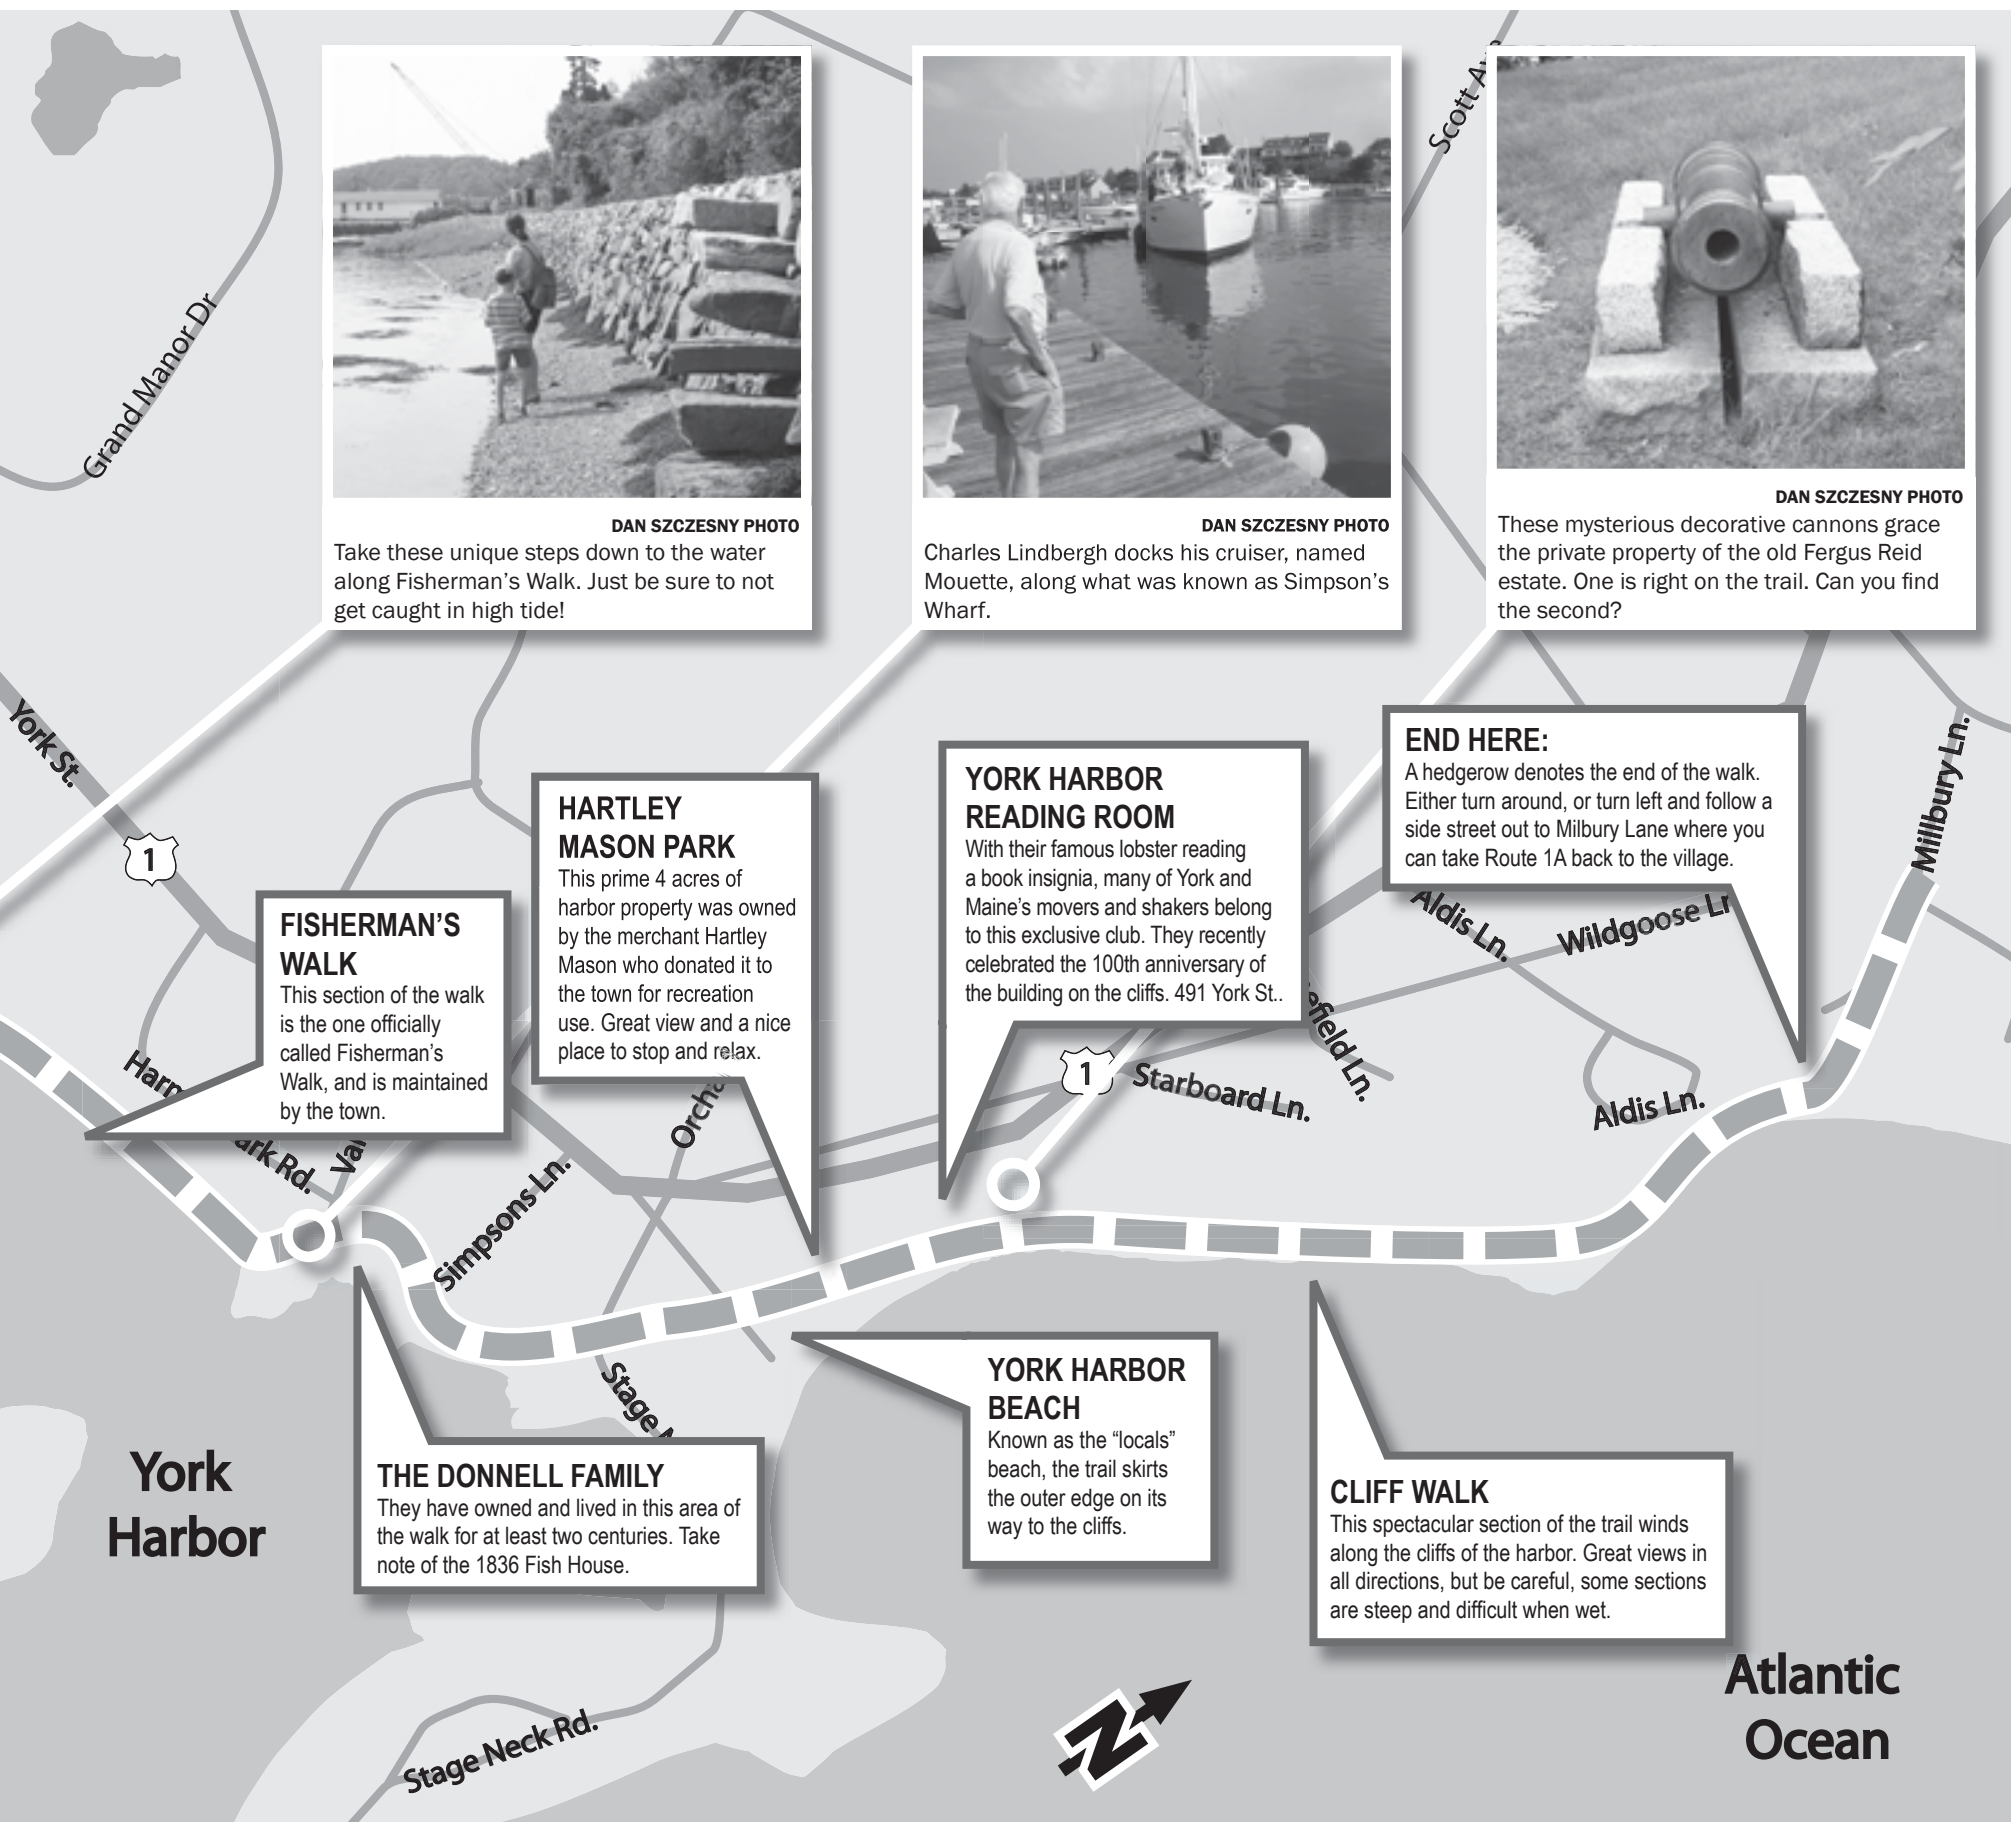 Grand Manor Dr
Scott Av
DAN SZCZESNY PHOTO
Take these unique steps down to the water
along Fisherman's Walk. Just be sure to not
get caught in high tide!
DAN SZCZESNY PHOTO
Charles Lindbergh docks his cruiser, named
Mouette, along what was known as Simpson's
Wharf.
DAN SZCZESNY PHOTO
These mysterious decorative cannons grace
the private property of the old Fergus Reid
estate. One is right on the trail. Can you find
the second?
York St.
1
FISHERMAN'S
WALK
This section of the walk
is the one officially
called Fisherman's
Walk, and is maintained
by the town.
HARTLEY
MASON PARK
This prime 4 acres of
harbor property was owned
by the merchant Hartley
Mason who donated it to
the town for recreation
use. Great view and a nice
place to stop and relax.
YORK HARBOR
READING ROOM
With their famous lobster reading
a book insignia, many of York and
Maine's movers and shakers belong
to this exclusive club. They recently
celebrated the 100th anniversary of
the building on the cliffs. 491 York St..
END HERE:
A hedgerow denotes the end of the walk.
Either turn around, or turn left and follow a
side street out to Milbury Lane where you
can take Route 1A back to the village.
Millbury Ln.
Aldis Ln.
Wildgoose Ln
efield Ln.
1
Starboard Ln.
Aldis Ln.
Harm
ark Rd.
Var
Orcha
Simpsons Ln.
Stage N
THE DONNELL FAMILY
They have owned and lived in this area of
the walk for at least two centuries. Take
note of the 1836 Fish House.
YORK HARBOR
BEACH
Known as the “locals”
beach, the trail skirts
the outer edge on its
way to the cliffs.
CLIFF WALK
This spectacular section of the trail winds
along the cliffs of the harbor. Great views in
all directions, but be careful, some sections
are steep and difficult when wet.
York
Harbor
Stage Neck Rd.
N
Atlantic
Ocean